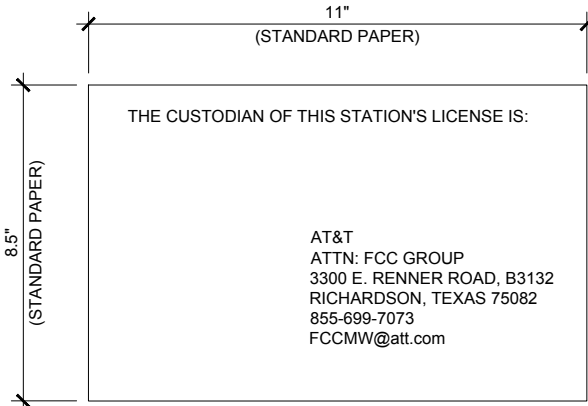 11"
(STANDARD PAPER)
THE CUSTODIAN OF THIS STATION'S LICENSE IS:
8.5"
(STANDARD PAPER)
AT&T
ATTN: FCC GROUP
3300 E. RENNER ROAD, B3132
RICHARDSON, TEXAS 75082
855-699-7073
FCCMW@att.com